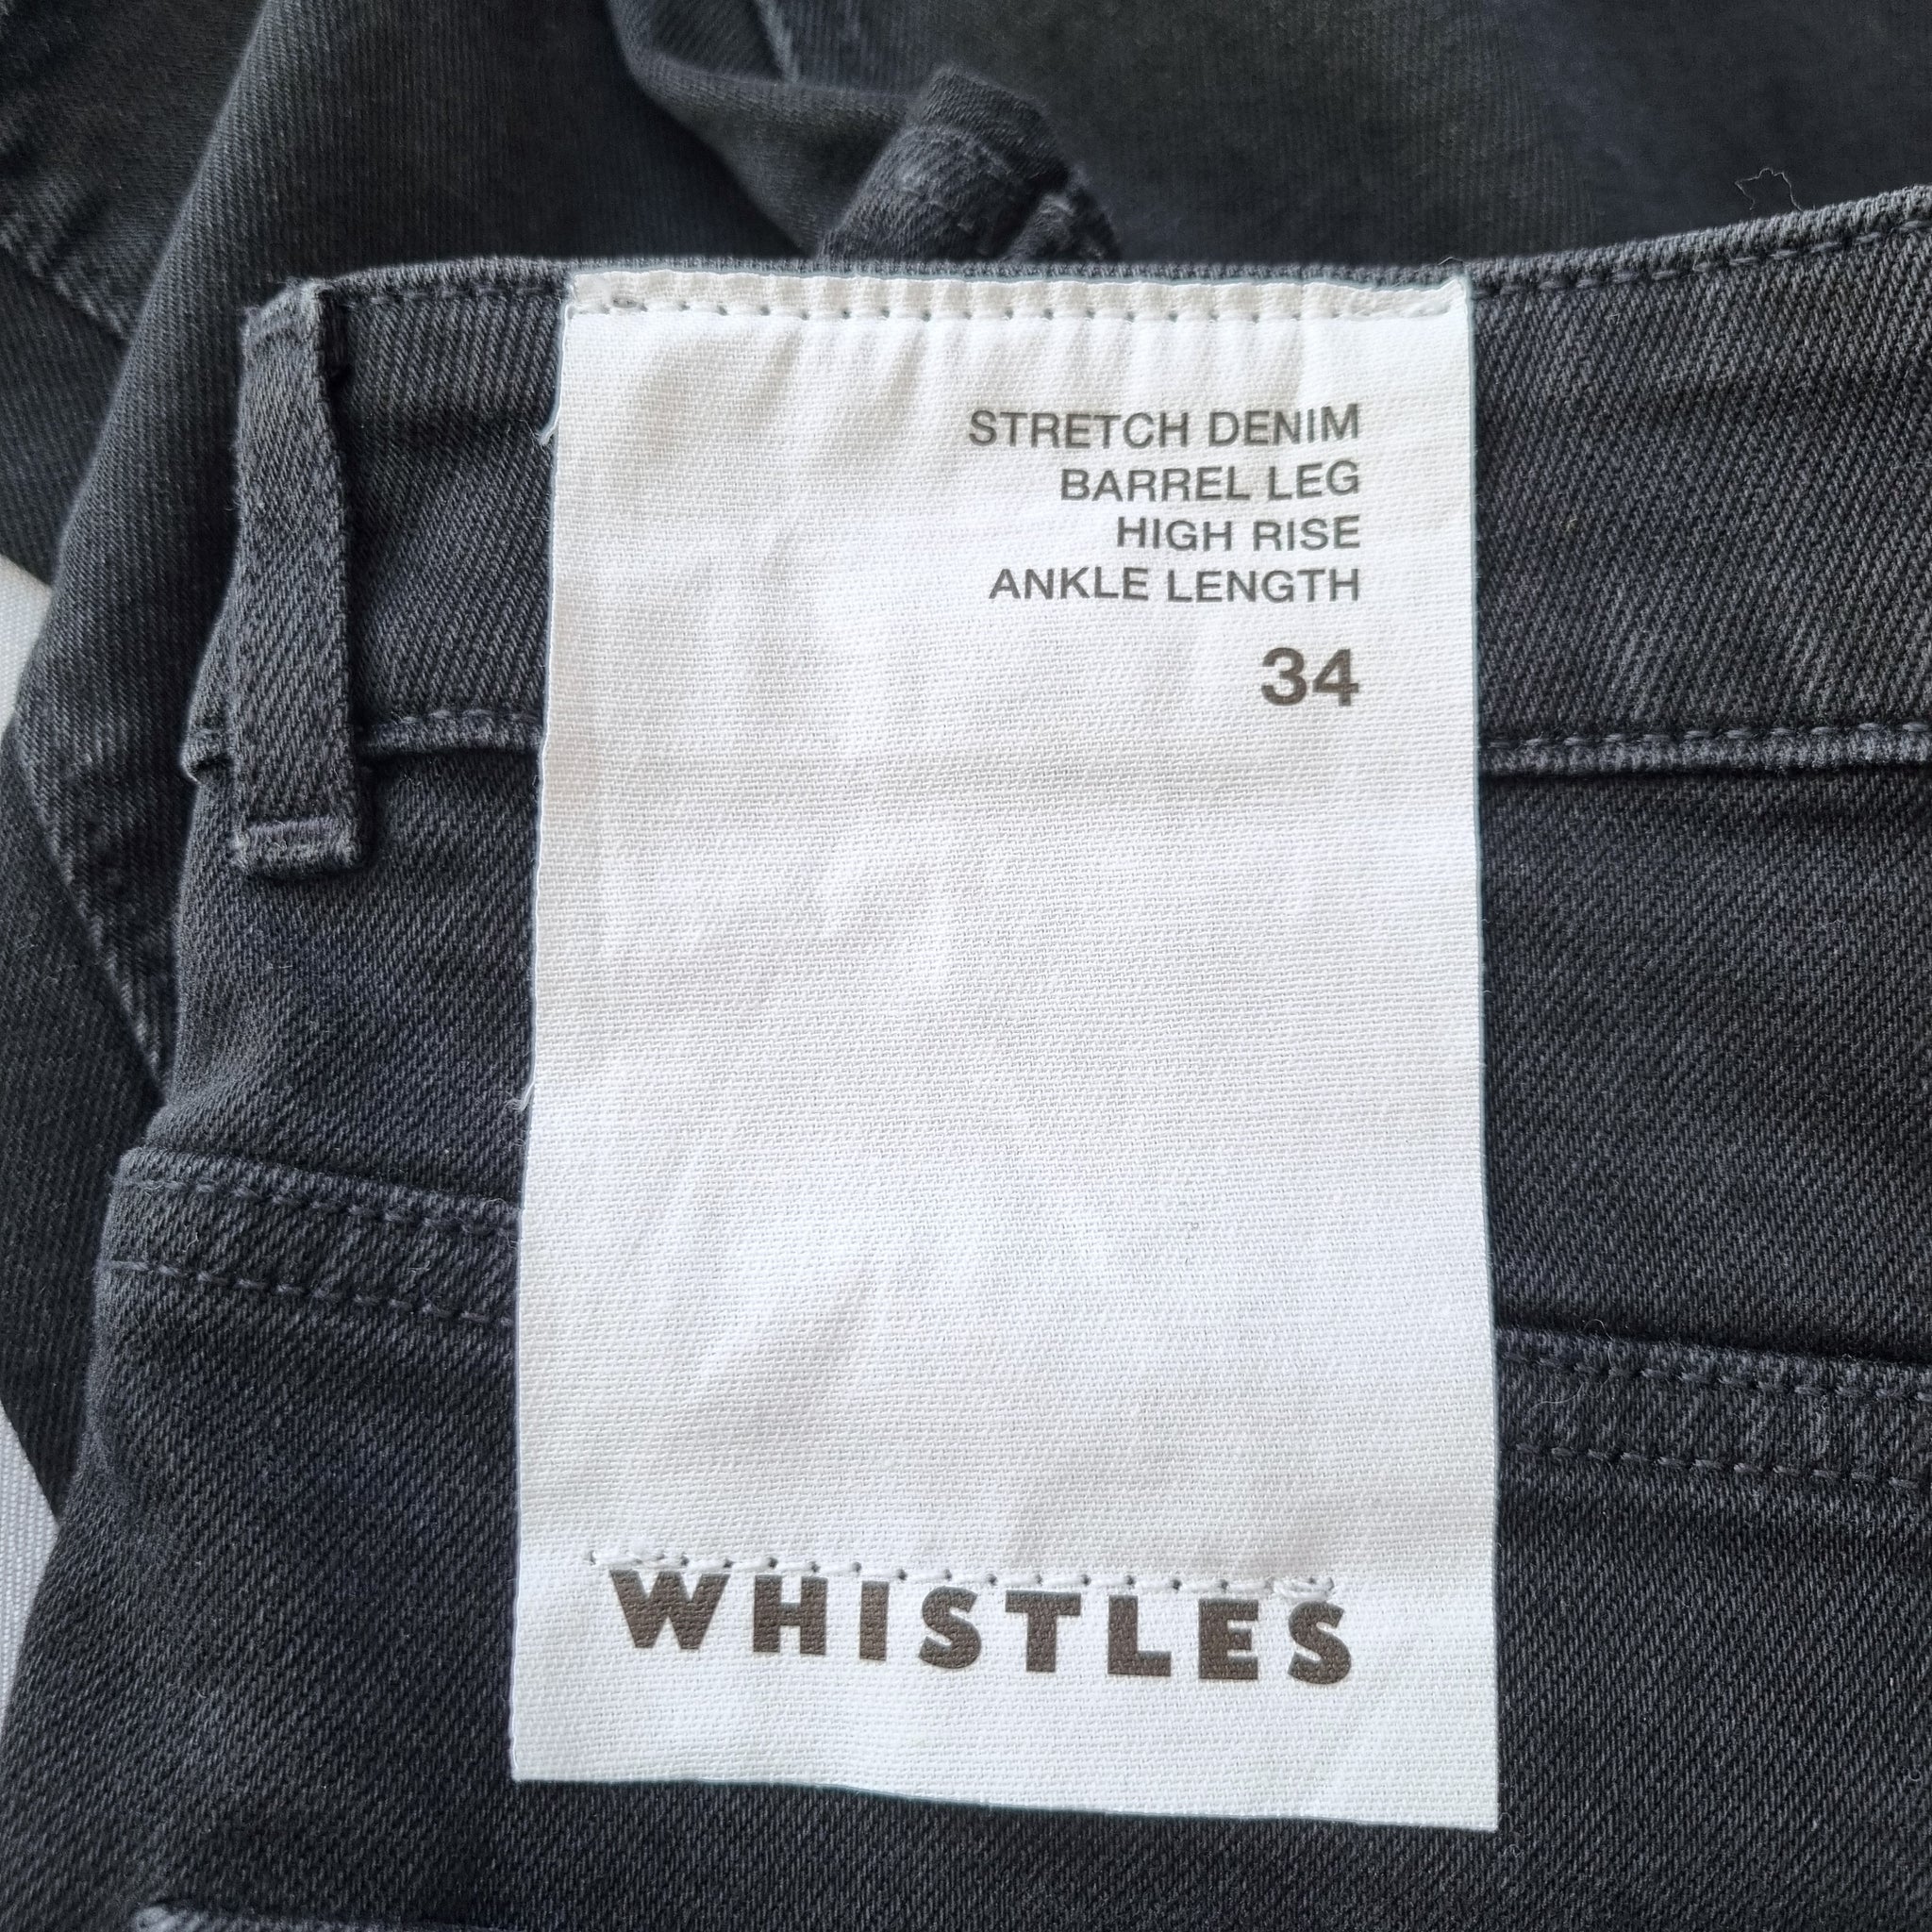 STRETCH DENIM
BARREL LEG
HIGH RISE
ANKLE LENGTH
34
WHISTLES